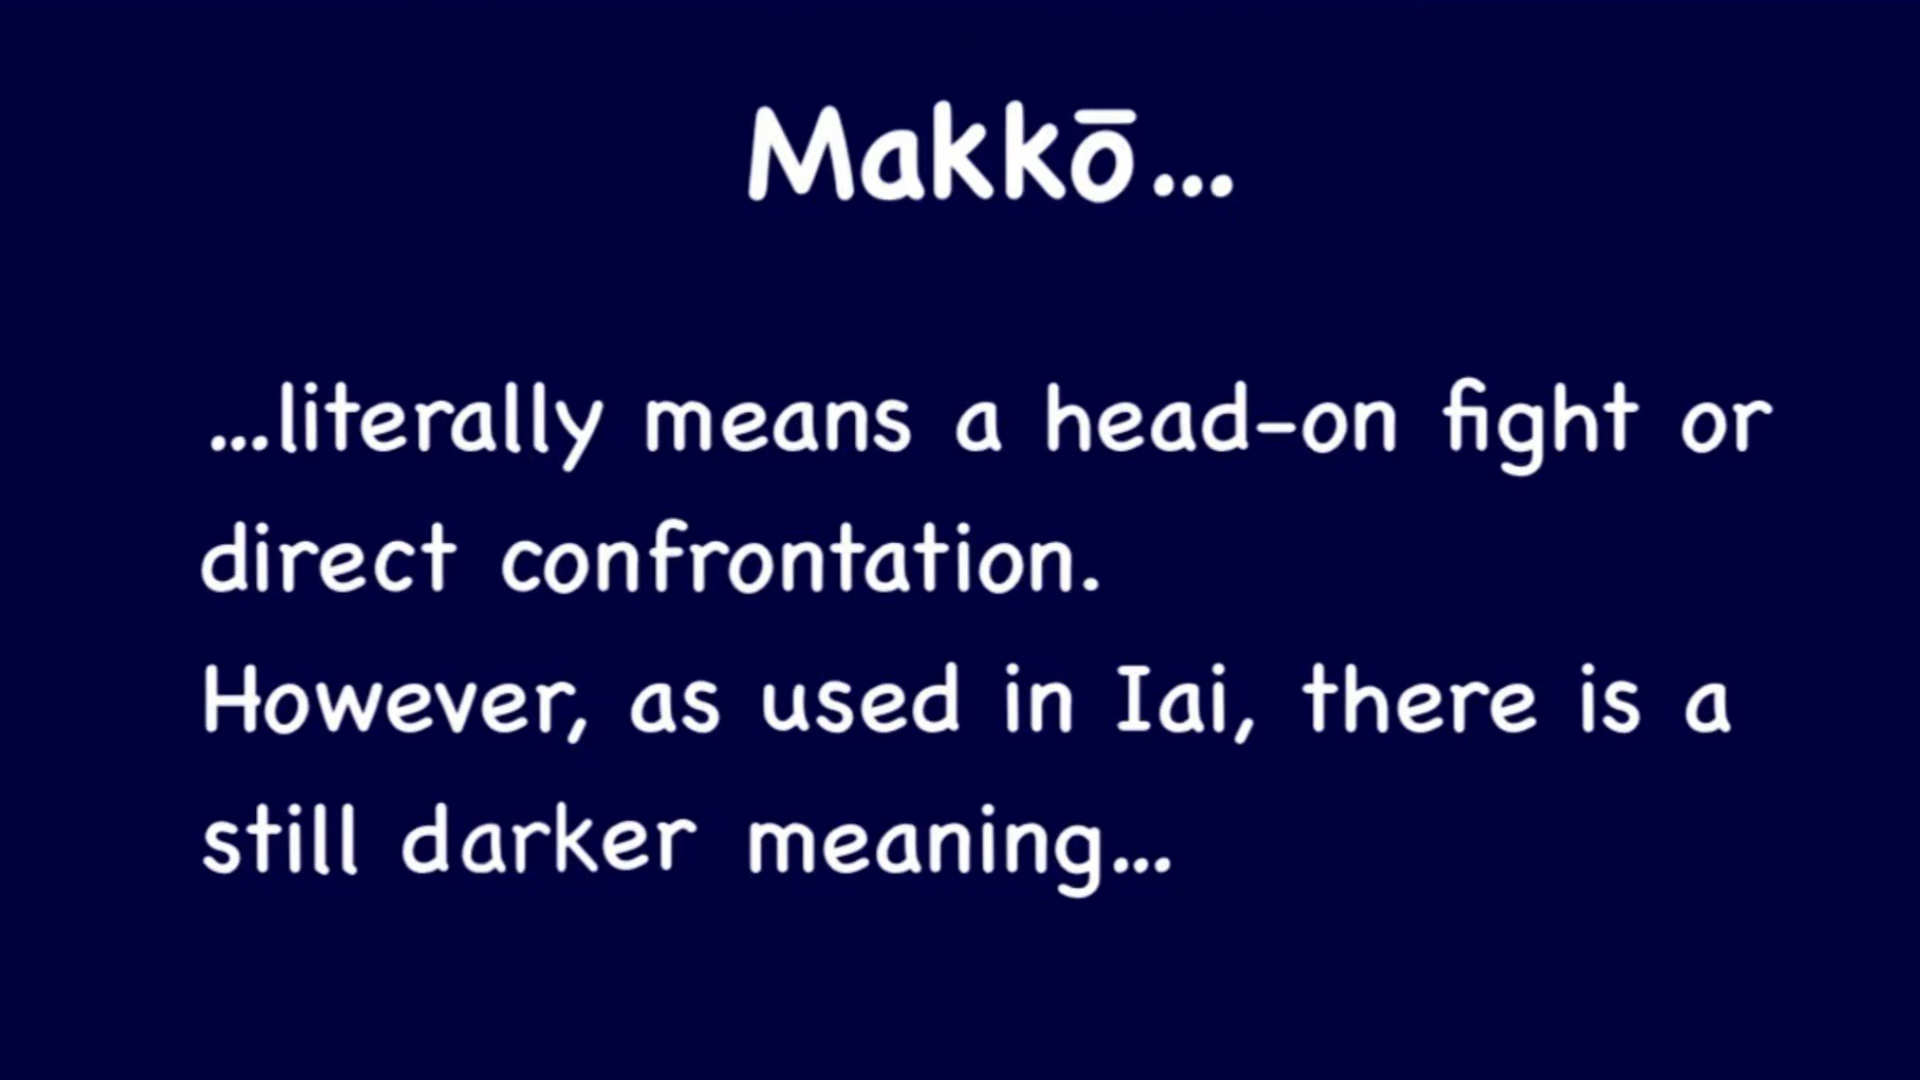 Makkō...
...literally means a head-on fight or
direct confrontation.
However, as used in Iai, there is a
still darker meaning...